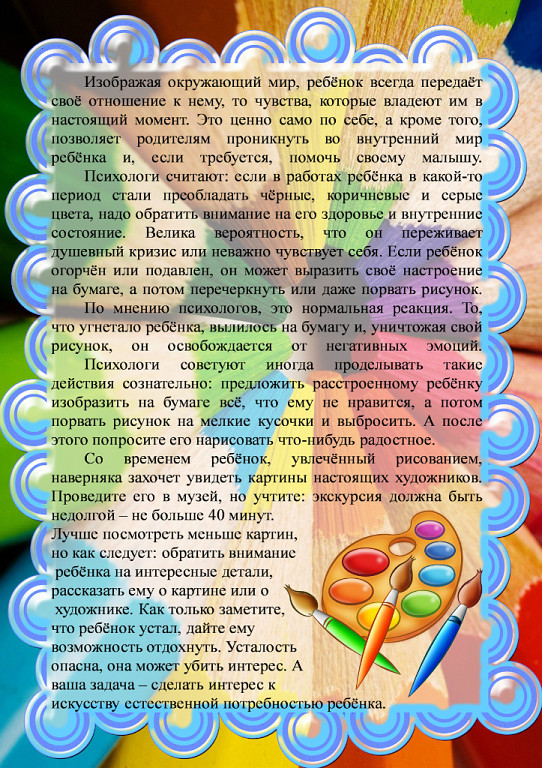 Изображая окружающий мир, ребёнок всегда передаёт
своё отношение к нему, то чувства, которые владеют им в
настоящий момент. Это ценно само по себе, а кроме того,
позволяет родителям проникнуть во внутренний мир
ребёнка и, если требуется, помочь своему малышу.
Психологи считают: если в работах ребёнка в какой-то
период стали преобладать чёрные, коричневые и серые
цвета, надо обратить внимание на его здоровье и внутренние
состояние. Велика вероятность, что он переживает
душевный кризис или неважно чувствует себя. Если ребёнок
огорчён или подавлен, он может выразить своё настроение
на бумаге, а потом перечеркнуть или даже порвать рисунок.
По мнению психологов, это нормальная реакция. То,
что угнетало ребёнка, вылилось на бумагу и, уничтожая свой
рисунок, он освобождается от негативных эмоций.
Психологи советуют иногда проделывать такие
действия сознательно: предложить расстроенному ребёнку
изобразить на бумаге всё, что ему не нравится, а потом
порвать рисунок на мелкие кусочки и выбросить. А после
этого попросите его нарисовать что-нибудь радостное.
Со временем ребёнок, увлечённый рисованием,
наверняка захочет увидеть картины настоящих художников.
Проведите его в музей, но учтите: экскурсия должна быть
недолгой – не больше 40 минут.
Лучше посмотреть меньше картин,
но как следует: обратить внимание
ребёнка на интересные детали,
рассказать ему о картине или о
художнике. Как только заметите,
что ребёнок устал, дайте ему
возможность отдохнуть. Усталость
опасна, она может убить интерес. А
ваша задача – сделать интерес к
искусству естественной потребностью ребёнка.